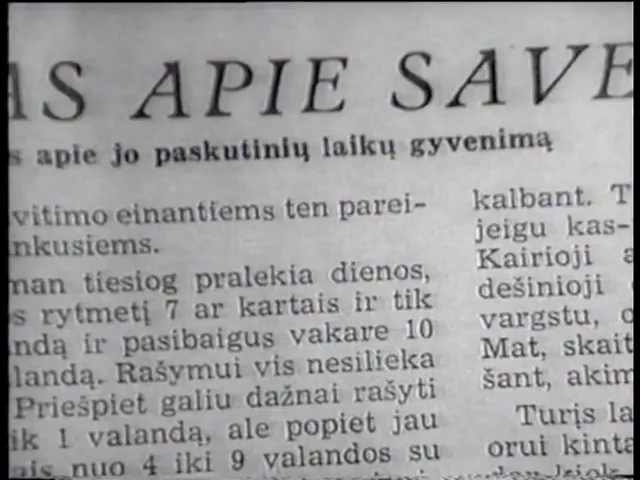 AS APIE SAVE
s apie jo paskutinių laikų gyvenimą
vitimo einantiems ten parei-
nkusiems.
man tiesiog pralekia dienos,
s rytmetį 7 ar kartais ir tik
ndą ir pasibaigus vakare 10
landą. Rašymui vis nesilieka
Priešpiet galiu dažnai rašyti
ik 1 valandą, ale popiet jau
ais nuo 4 iki 9 valandos su
kalbant. T
jeigu kas-
Kairioji a
dešinioji
vargstu, o
Mat, skait
šant, akim
Turįs la
orui kinta